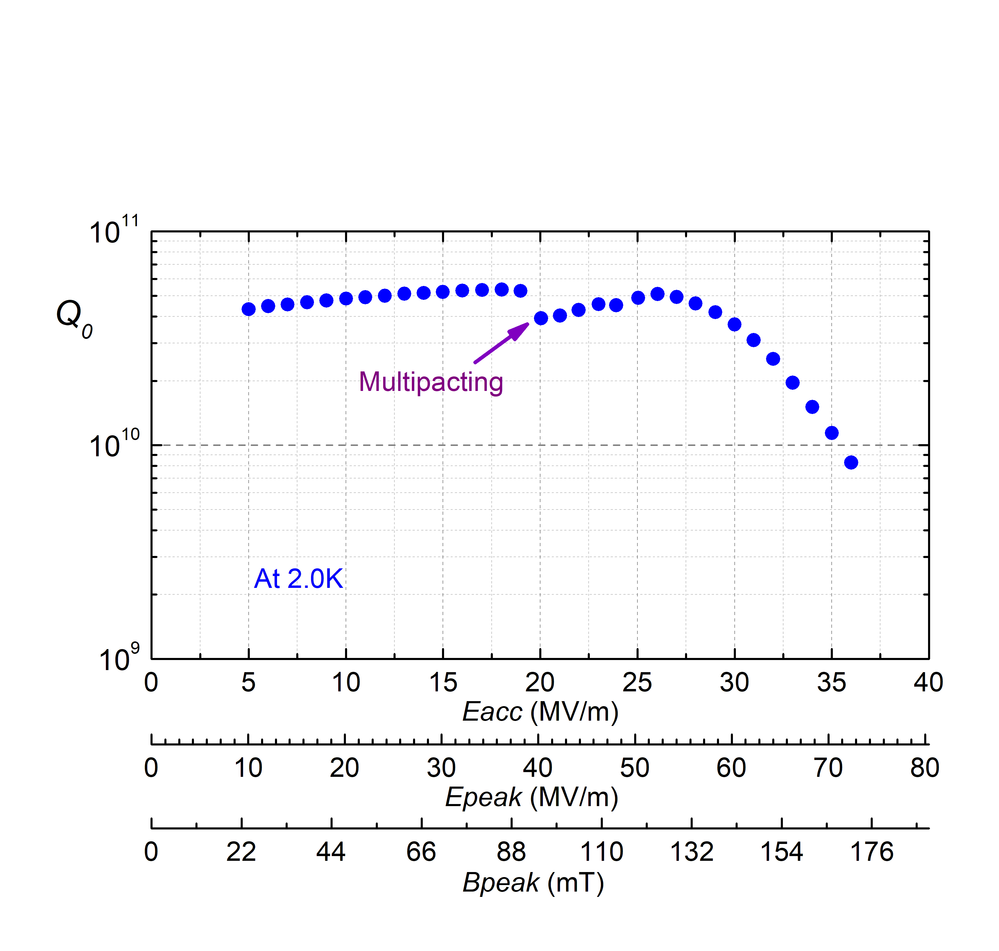 10^11
Q_0
Multipacting
10^10
At 2.0K
10^9
0 5 10 15 20 25 30 35 40
Eacc (MV/m)
0 10 20 30 40 50 60 70 80
Epeak (MV/m)
0 22 44 66 88 110 132 154 176
Bpeak (mT)